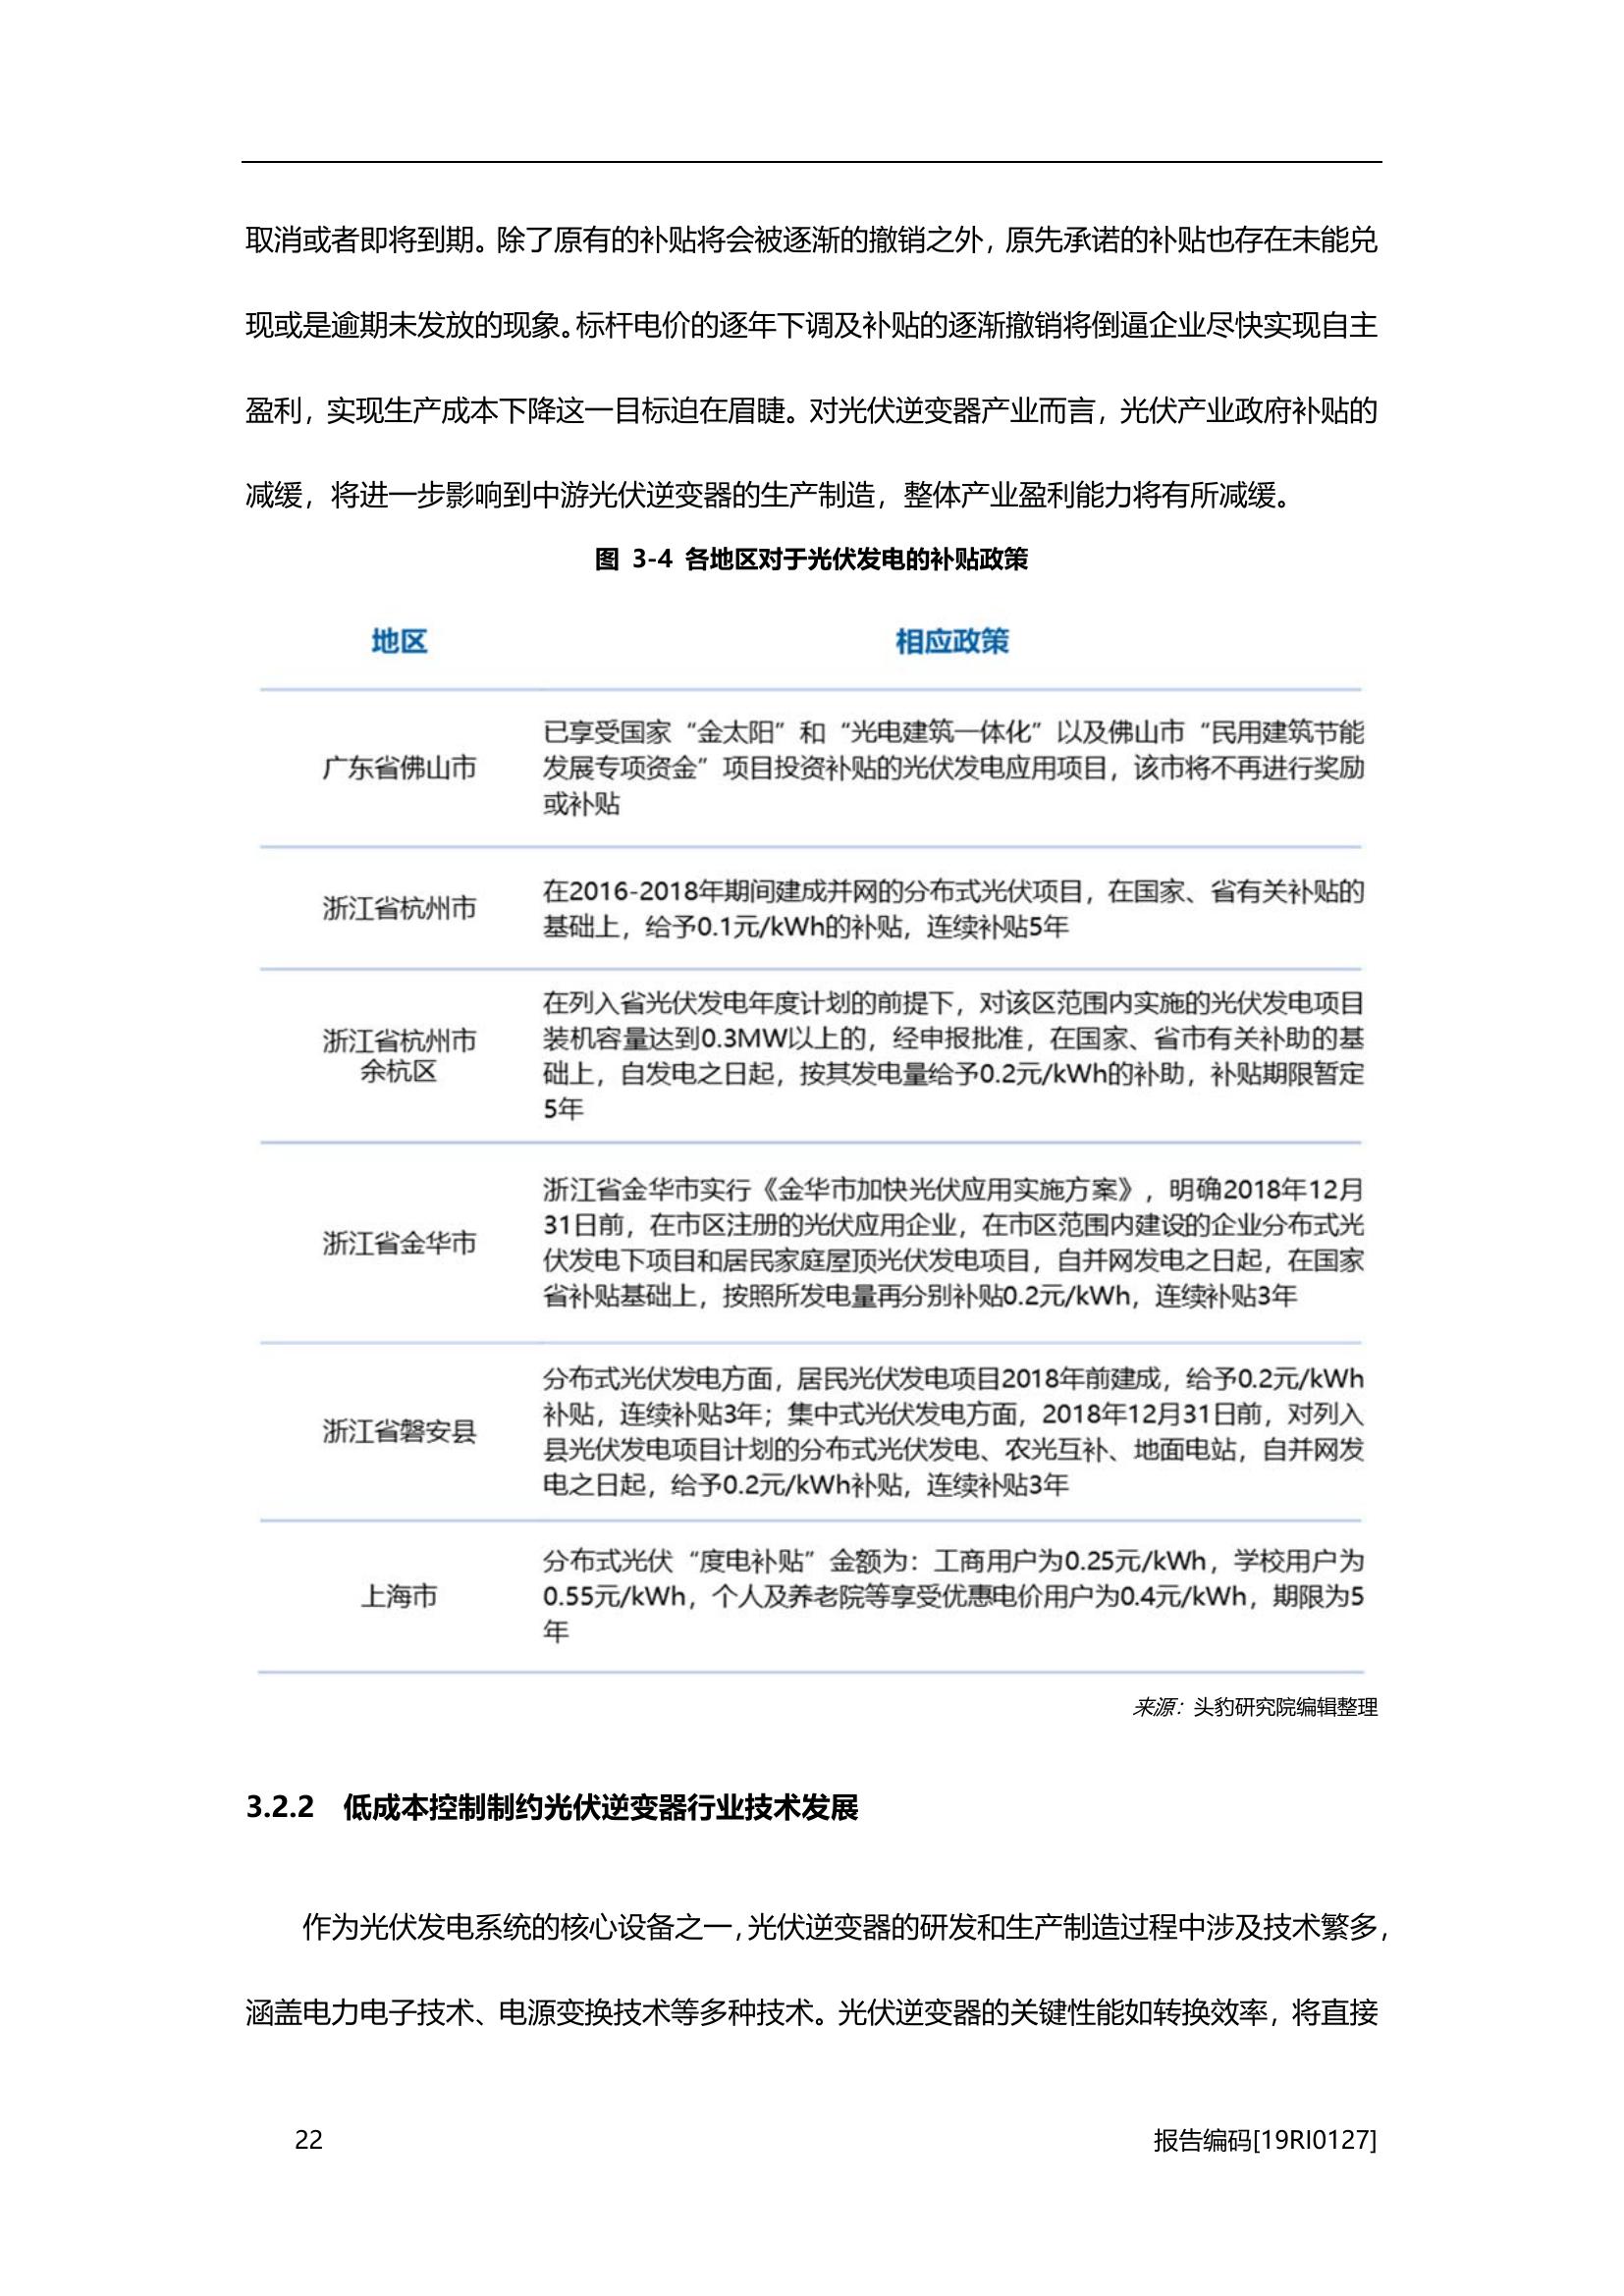 取消或者即将到期。除了原有的补贴将会被逐渐的撤销之外，原先承诺的补贴也存在未能兑
现或是逾期未发放的现象。标杆电价的逐年下调及补贴的逐渐撤销将倒逼企业尽快实现自主
盈利，实现生产成本下降这一目标迫在眉睫。对光伏逆变器产业而言，光伏产业政府补贴的
减缓，将进一步影响到中游光伏逆变器的生产制造，整体产业盈利能力将有所减缓。
图 3-4 各地区对于光伏发电的补贴政策
地区 相应政策
广东省佛山市
已享受国家“金太阳”和“光电建筑一体化”以及佛山市“民用建筑节能
发展专项资金”项目投资补贴的光伏发电应用项目，该市将不再进行奖励
或补贴
浙江省杭州市
在2016-2018年期间建成并网的分布式光伏项目，在国家、省有关补贴的
基础上，给予0.1元/kWh的补贴，连续补贴5年
浙江省杭州市
余杭区
在列入省光伏发电年度计划的前提下，对该区范围内实施的光伏发电项目
装机容量达到0.3MW以上的，经申报批准，在国家、省市有关补助的基
础上，自发电之日起，按其发电量给予0.2元/kWh的补助，补贴期限暂定
5年
浙江省金华市
浙江省金华市实行《金华市加快光伏应用实施方案》，明确2018年12月
31日前，在市区注册的光伏应用企业，在市区范围内建设的企业分布式光
伏发电下项目和居民家庭屋顶光伏发电项目，自并网发电之日起，在国家
省补贴基础上，按照所发电量再分别补贴0.2元/kWh，连续补贴3年
浙江省磐安县
分布式光伏发电方面，居民光伏发电项目2018年前建成，给予0.2元/kWh
补贴，连续补贴3年；集中式光伏发电方面，2018年12月31日前，对列入
县光伏发电项目计划的分布式光伏发电、农光互补、地面电站，自并网发
电之日起，给予0.2元/kWh补贴，连续补贴3年
上海市
分布式光伏“度电补贴”金额为：工商用户为0.25元/kWh，学校用户为
0.55元/kWh，个人及养老院等享受优惠电价用户为0.4元/kWh，期限为5
年
来源：头豹研究院编辑整理
3.2.2 低成本控制制约光伏逆变器行业技术发展
作为光伏发电系统的核心设备之一，光伏逆变器的研发和生产制造过程中涉及技术繁多，
涵盖电力电子技术、电源变换技术等多种技术。光伏逆变器的关键性能如转换效率，将直接
22 报告编码[19RI0127]